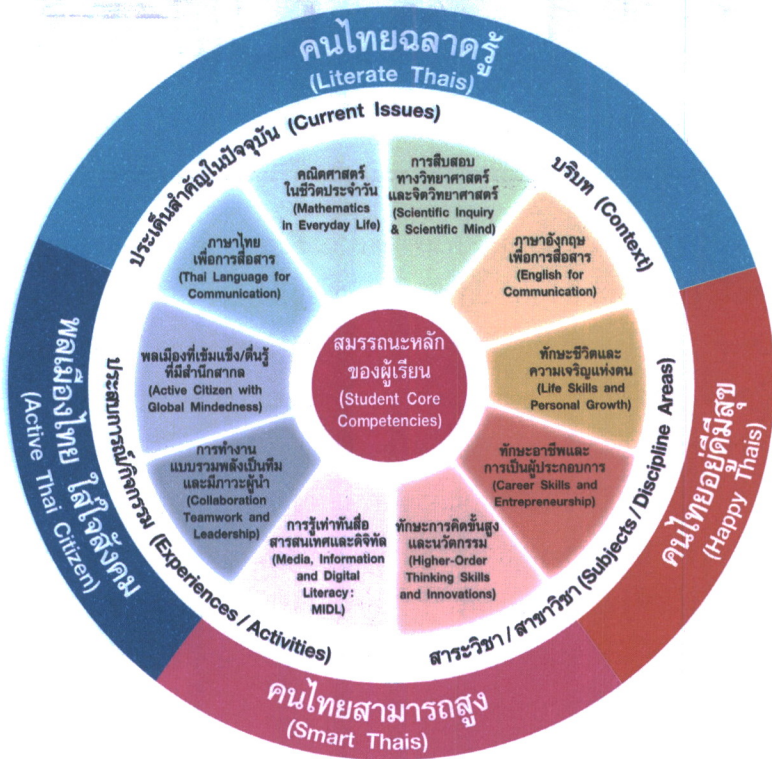 คนไทยฉลาดรู้
(Literate Thais)
ประเด็นสำคัญในปัจจุบัน (Current Issues)
บริบท (Context)
คณิตศาสตร์
ในชีวิตประจำวัน
(Mathematics
in Everyday Life)
การสืบสอบ
ทางวิทยาศาสตร์
และจิตวิทยาศาสตร์
(Scientific Inquiry
& Scientific Mind)
ภาษาไทย
เพื่อการสื่อสาร
(Thai Language for
Communication)
ภาษาอังกฤษ
เพื่อการสื่อสาร
(English for
Communication)
พลเมืองที่เข้มแข็ง/ตื่นรู้
ที่มีสำนึกสากล
(Active Citizen with
Global Mindedness)
สมรรถนะหลัก
ของผู้เรียน
(Student Core
Competencies)
ทักษะชีวิตและ
ความเจริญแห่งตน
(Life Skills and
Personal Growth)
การทำงาน
แบบรวมพลังเป็นทีม
และมีภาวะผู้นำ
(Collaboration
Teamwork and
Leadership)
ทักษะอาชีพและ
การเป็นผู้ประกอบการ
(Career Skills and
Entrepreneurship)
การรู้เท่าทันสื่อ
สารสนเทศและดิจิทัล
(Media, Information
and Digital
Literacy:
MIDL)
ทักษะการคิดขั้นสูง
และนวัตกรรม
(Higher-Order
Thinking Skills
and Innovations)
ประสบการณ์/กิจกรรม (Experiences / Activities)
สาระวิชา / สาขาวิชา (Subjects / Discipline Areas)
พลเมืองไทย ใส่ใจสังคม
(Active Thai Citizen)
คนไทยอยู่ดีมีสุข
(Happy Thais)
คนไทยสามารถสูง
(Smart Thais)